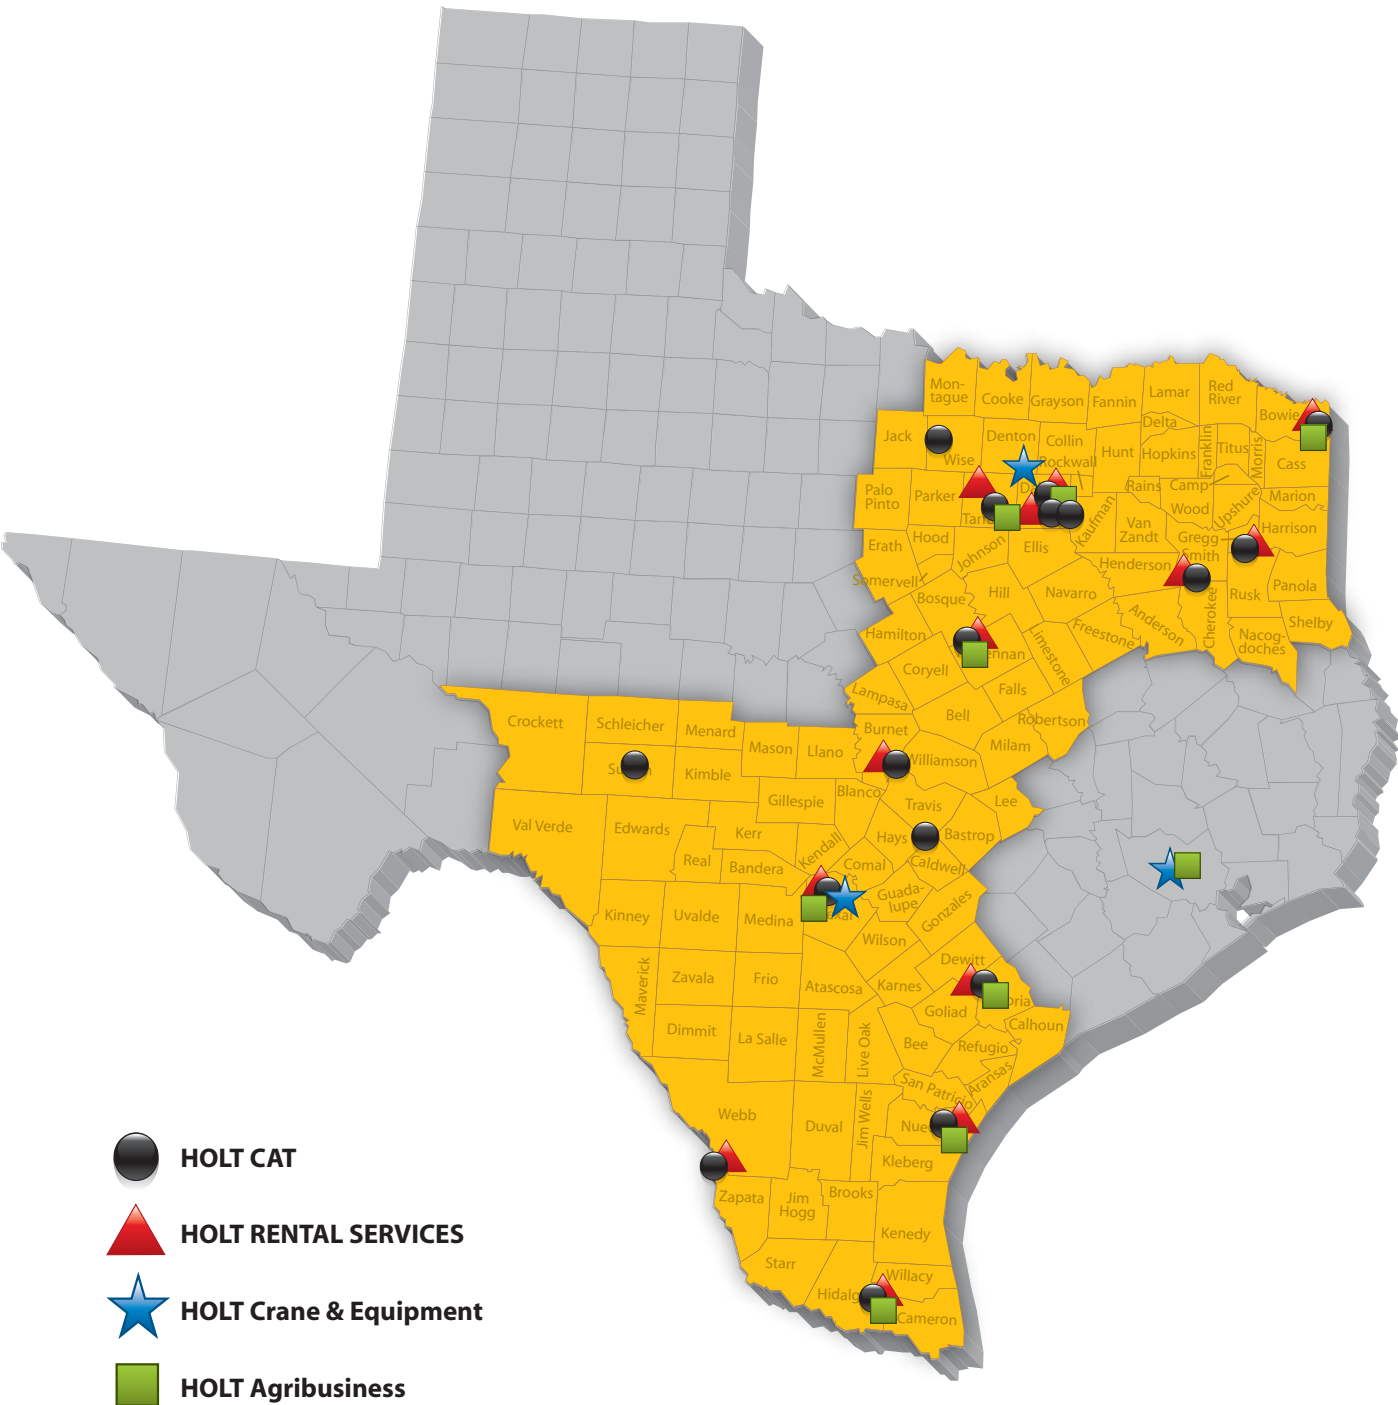 Mon-
tague
Cooke
Grayson
Fannin
Lamar
Red
River
Bowie
Jack
Wise
Denton
Collin
Rockwall
Hunt
Delta
Hopkins
Franklin
Titus
Morris
Cass
Palo
Pinto
Parker
Kaufman
Rains
Camp
Wood
Upshure
Marion
Harrison
Van
Zandt
Gregg
Smith
Erath
Hood
Johnson
Ellis
Henderson
Somervell
Bosque
Hill
Navarro
Anderson
Cherokee
Rusk
Panola
Shelby
Nacog-
doches
Hamilton
Limestone
Freestone
Coryell
Falls
Lampasa
Bell
Robertson
Burnet
Milam
Williamson
Crockett
Schleicher
Menard
Mason
Llano
Kimble
Gillespie
Blanco
Travis
Lee
Val Verde
Edwards
Kerr
Kendall
Hays
Bastrop
Real
Bandera
Comal
Caldwell
Kinney
Uvalde
Medina
Guada-
lupe
Gonzales
Wilson
Maverick
Zavala
Frio
Atascosa
Karnes
Dewitt
Goliad
Calhoun
Dimmit
La Salle
McMullen
Live Oak
Bee
Refugio
Aransas
San Patricio
Webb
Duval
Jim Wells
Kleberg
Zapata
Jim
Hogg
Brooks
Kenedy
Starr
Willacy
Cameron
HOLT CAT
HOLT RENTAL SERVICES
HOLT Crane & Equipment
HOLT Agribusiness